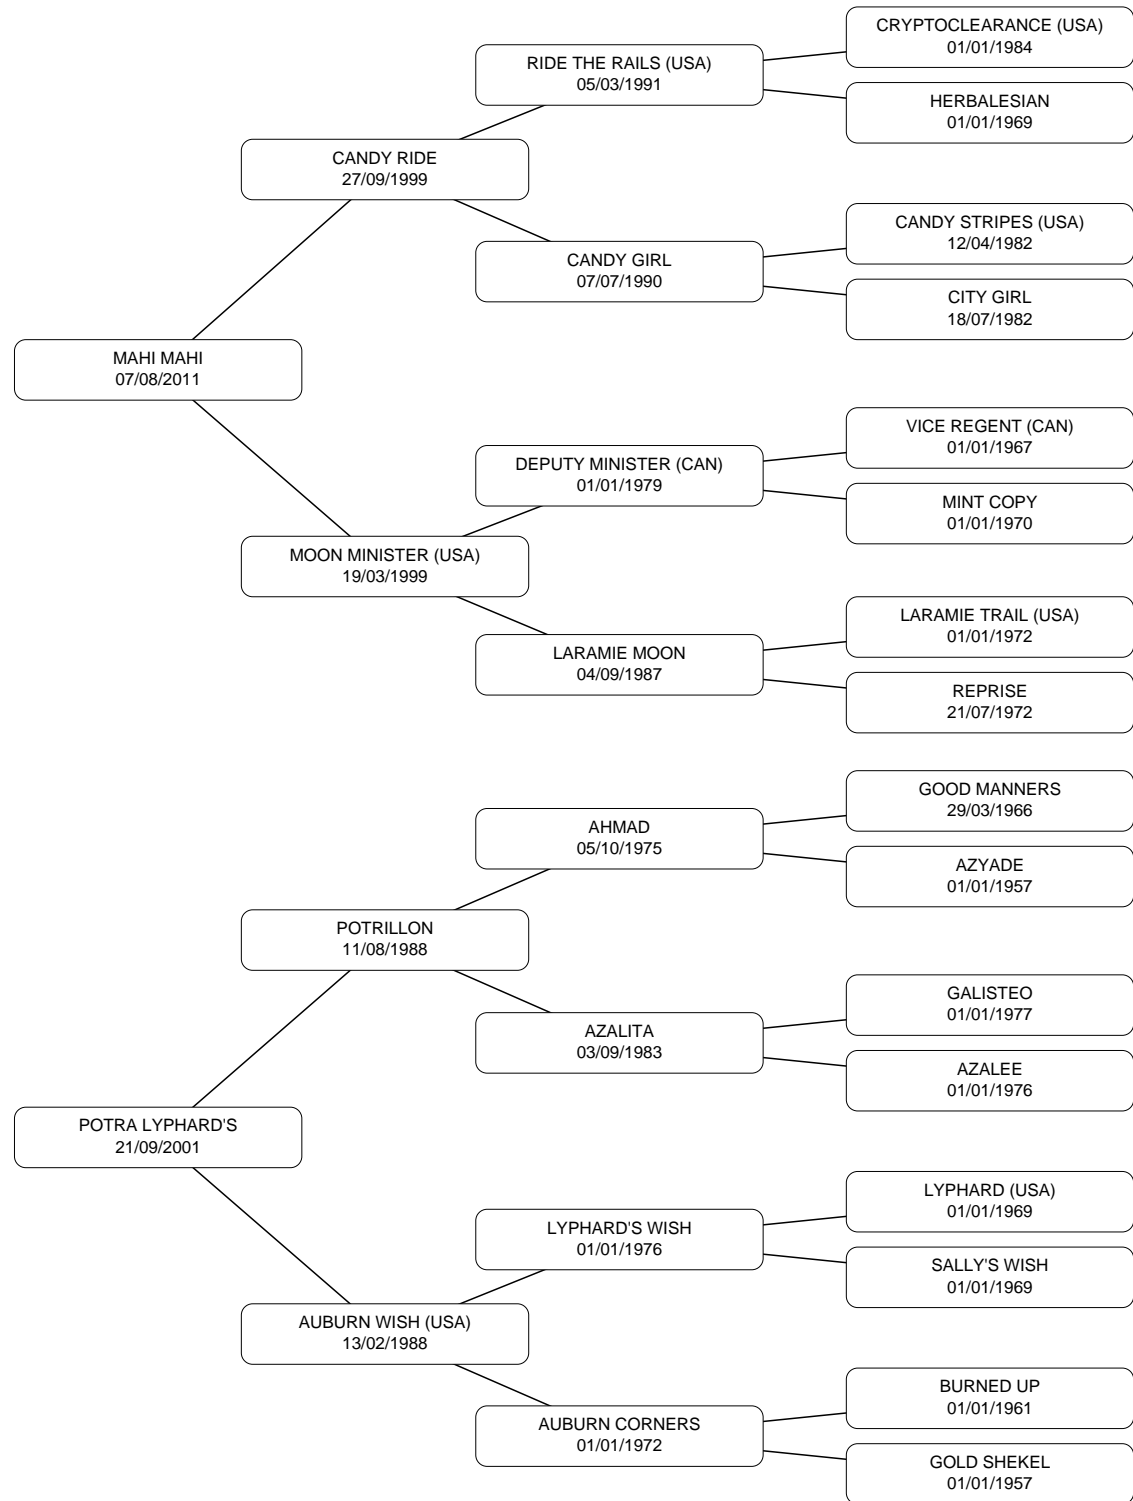 CRYPTOCLEARANCE (USA)
01/01/1984
RIDE THE RAILS (USA)
05/03/1991
HERBALESIAN
01/01/1969
CANDY RIDE
27/09/1999
CANDY STRIPES (USA)
12/04/1982
CANDY GIRL
07/07/1990
CITY GIRL
18/07/1982
MAHI MAHI
07/08/2011
VICE REGENT (CAN)
01/01/1967
DEPUTY MINISTER (CAN)
01/01/1979
MINT COPY
01/01/1970
MOON MINISTER (USA)
19/03/1999
LARAMIE TRAIL (USA)
01/01/1972
LARAMIE MOON
04/09/1987
REPRISE
21/07/1972
GOOD MANNERS
29/03/1966
AHMAD
05/10/1975
AZYADE
01/01/1957
POTRILLON
11/08/1988
GALISTEO
01/01/1977
AZALITA
03/09/1983
AZALEE
01/01/1976
POTRA LYPHARD'S
21/09/2001
LYPHARD (USA)
01/01/1969
LYPHARD'S WISH
01/01/1976
SALLY'S WISH
01/01/1969
AUBURN WISH (USA)
13/02/1988
BURNED UP
01/01/1961
AUBURN CORNERS
01/01/1972
GOLD SHEKEL
01/01/1957